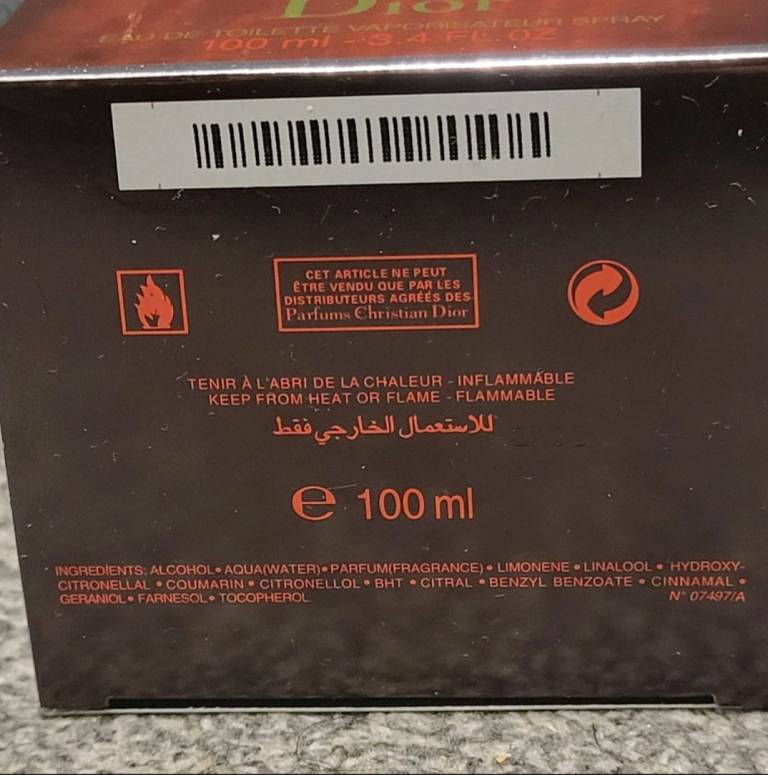 Dior
EAU DE TOILETTE VAPORISATEUR SPRAY
100 ml - 3.4 FL. OZ
CET ARTICLE NE PEUT
ÊTRE VENDU QUE PAR LES
DISTRIBUTEURS AGRÉÉS DES
Parfums Christian Dior
TENIR À L'ABRI DE LA CHALEUR - INFLAMMABLE
KEEP FROM HEAT OR FLAME - FLAMMABLE
للاستعمال الخارجي فقط
e 100 ml
INGREDIENTS: ALCOHOL • AQUA(WATER) • PARFUM(FRAGRANCE) • LIMONENE • LINALOOL • HYDROXY-
CITRONELLAL • COUMARIN • CITRONELLOL • BHT • CITRAL • BENZYL BENZOATE • CINNAMAL •
GERANIOL • FARNESOL • TOCOPHEROL
N° 07497/A